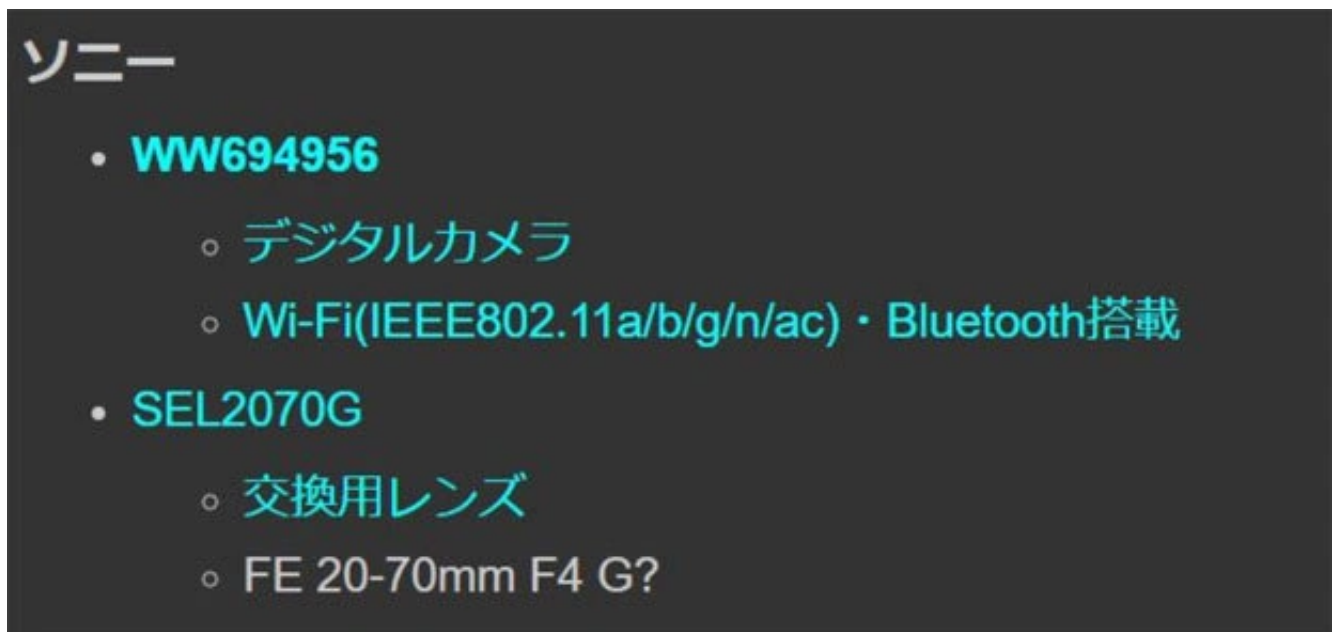 ソニー
WW694956
デジタルカメラ
Wi-Fi(IEEE802.11a/b/g/n/ac)・Bluetooth搭載
SEL2070G
交換用レンズ
FE 20-70mm F4 G?